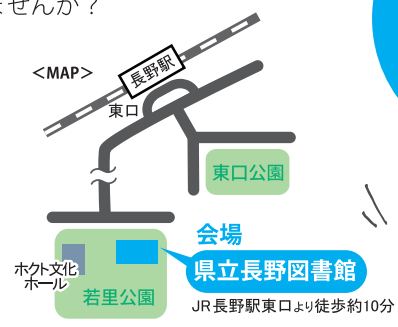 ませんか？
＜MAP＞
長野駅
東口
東口公園
会場
県立長野図書館
ホクト文化
ホール
若里公園
JR長野駅東口より徒歩約10分